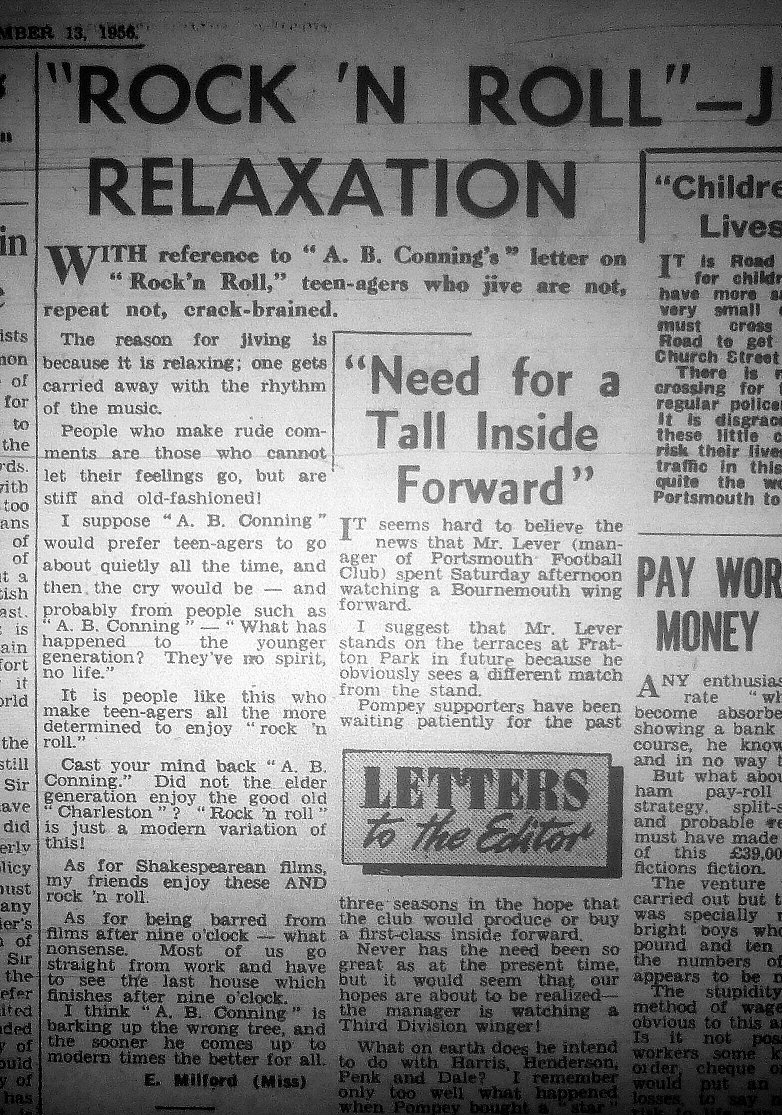 MBER 13, 1956.
"ROCK 'N ROLL"—J
RELAXATION
WITH reference to "A. B. Conning's" letter on
"Rock'n Roll," teen-agers who jive are not,
repeat not, crack-brained.
The reason for jiving is
because it is relaxing; one gets
carried away with the rhythm
of the music.
People who make rude com-
ments are those who cannot
let their feelings go, but are
stiff and old-fashioned!
I suppose "A. B. Conning"
would prefer teen-agers to go
about quietly all the time, and
then the cry would be — and
probably from people such as
"A. B. Conning" — "What has
happened to the younger
generation? They've no spirit,
no life."
It is people like this who
make teen-agers all the more
determined to enjoy "rock 'n
roll."
Cast your mind back "A. B.
Conning." Did not the elder
generation enjoy the good old
"Charleston"? "Rock 'n roll"
is just a modern variation of
this!
As for Shakespearean films,
my friends enjoy these AND
rock 'n roll.
As for being barred from
films after nine o'clock — what
nonsense. Most of us go
straight from work and have
to see the last house which
finishes after nine o'clock.
I think "A. B. Conning" is
barking up the wrong tree, and
the sooner he comes up to
modern times the better for all.
E. Milford (Miss)
"Need for a
Tall Inside
Forward"
IT seems hard to believe the
news that Mr. Lever (man-
ager of Portsmouth Football
Club) spent Saturday afternoon
watching a Bournemouth wing
forward.
I suggest that Mr. Lever
stands on the terraces at Frat-
ton Park in future because he
obviously sees a different match
from the stand.
Pompey supporters have been
waiting patiently for the past
LETTERS
to the Editor
three seasons in the hope that
the club would produce or buy
a first-class inside forward.
Never has the need been so
great as at the present time,
but it would seem that our
hopes are about to be realized—
the manager is watching a
Third Division winger!
What on earth does he intend
to do with Harris, Henderson,
Penk and Dale? I remember
only too well what happened
when Pompey bought a "star"
"Childre
Lives
IT is Road
for childr
have more a
very small
must cross
Road to get
Church Street
There is
crossing for
regular police
It is disgrac
these little c
risk their live
traffic in this
quite the wo
Portsmouth to
PAY WOR
MONEY
ANY enthusias
rate "wh
become absorbe
showing a bank
course, he know
and in no way t
But what abou
ham pay-roll
strategy, split-s
and probable re
must have made
of this £39,00
fictions fiction.
The venture
carried out but t
was specially
bright boys who
pound and ten
the numbers of
appears to be n
The stupidity
method of wage
obvious to this a
Is it not pos
workers some k
order, cheque o
would put an
losses, to say